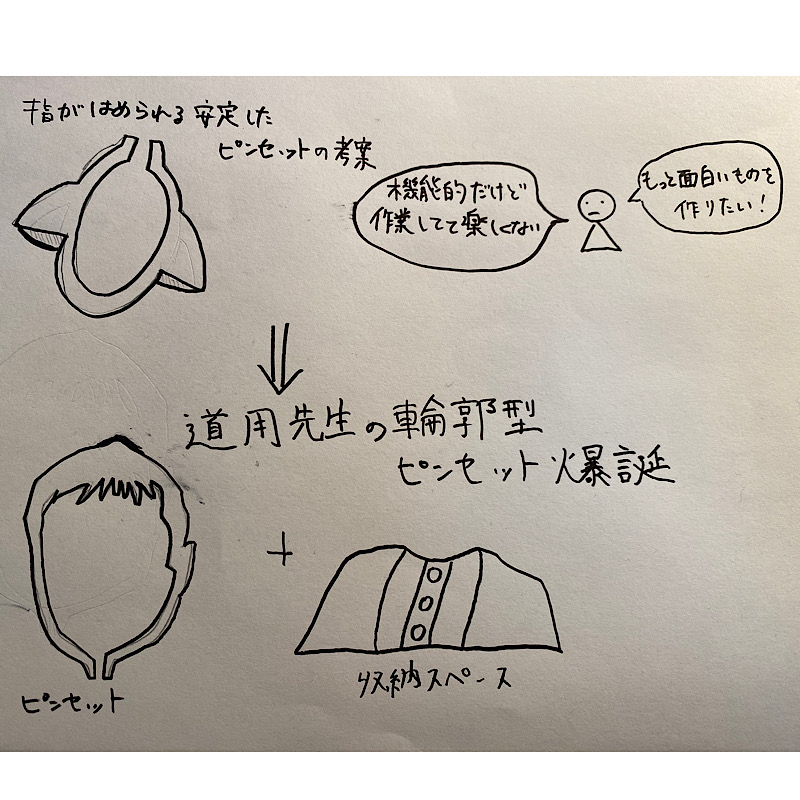 指がはめられる安定した
ピンセットの考案
機能的だけど
作業してて楽しくない
もっと面白いものを
作りたい!
道用先生の輪郭型
ピンセット爆誕
+
ピンセット
収納スペース